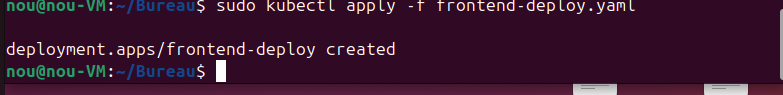 nou@nou-VM:~/Bureau$ sudo kubectl apply -f frontend-deploy.yaml
deployment.apps/frontend-deploy created
nou@nou-VM:~/Bureau$